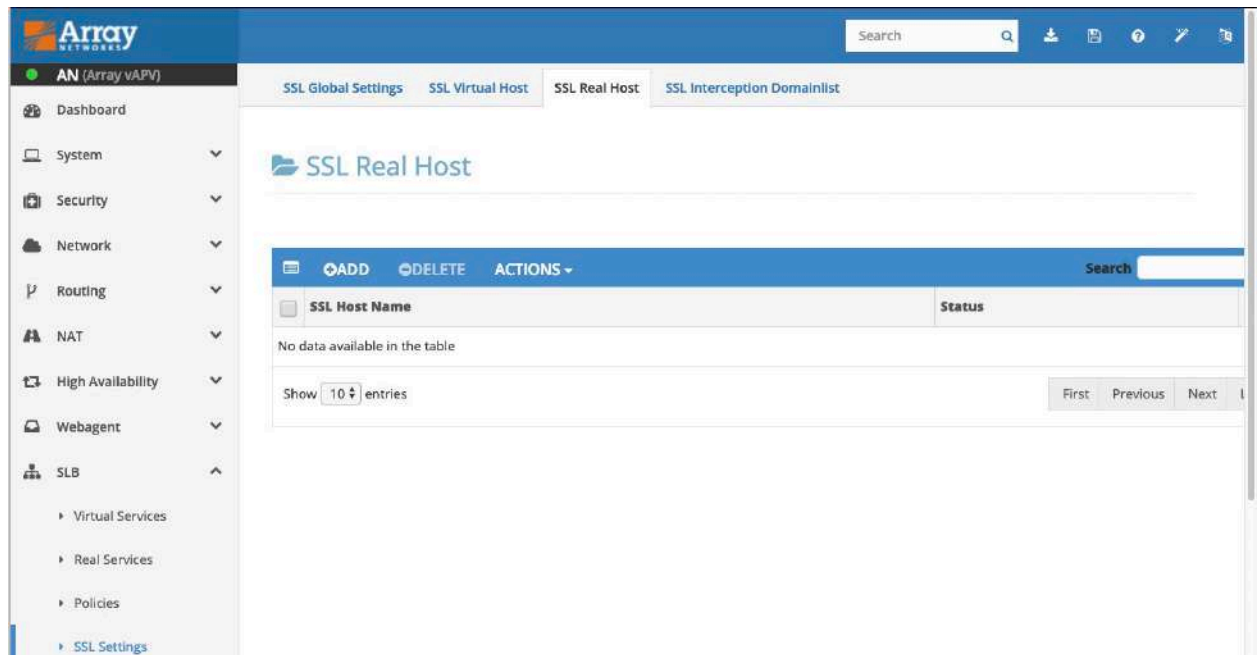 Array
NETWORKS
Search
AN (Array vAPV)
SSL Global Settings SSL Virtual Host SSL Real Host SSL Interception Domainlist
Dashboard
System
Security
Network
Routing
NAT
High Availability
Webagent
SLB
Virtual Services
Real Services
Policies
SSL Settings
SSL Real Host
ADD DELETE ACTIONS Search
SSL Host Name Status
No data available in the table
Show 10 entries First Previous Next